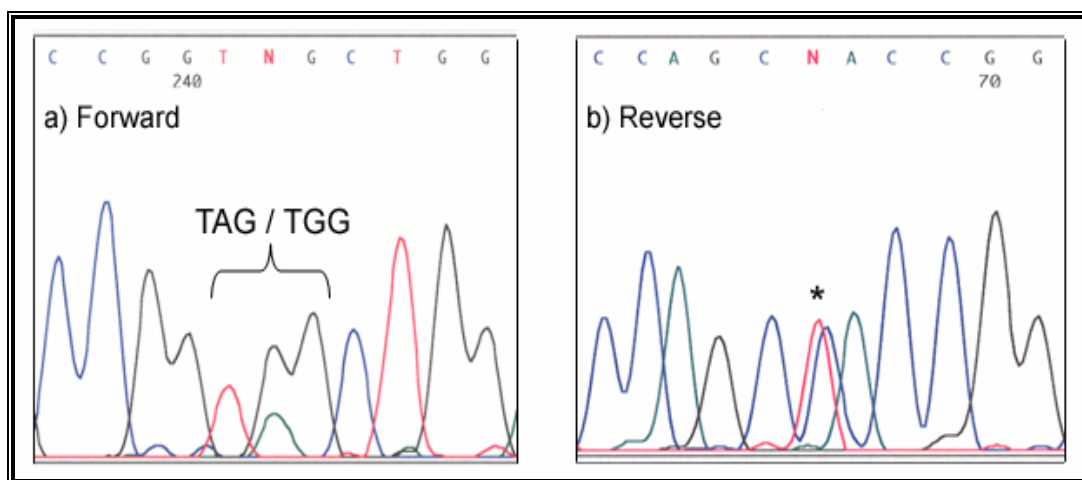 C C G G T N G C T G G
240
a) Forward
TAG / TGG
C C A G C N A C C G G
70
b) Reverse
*